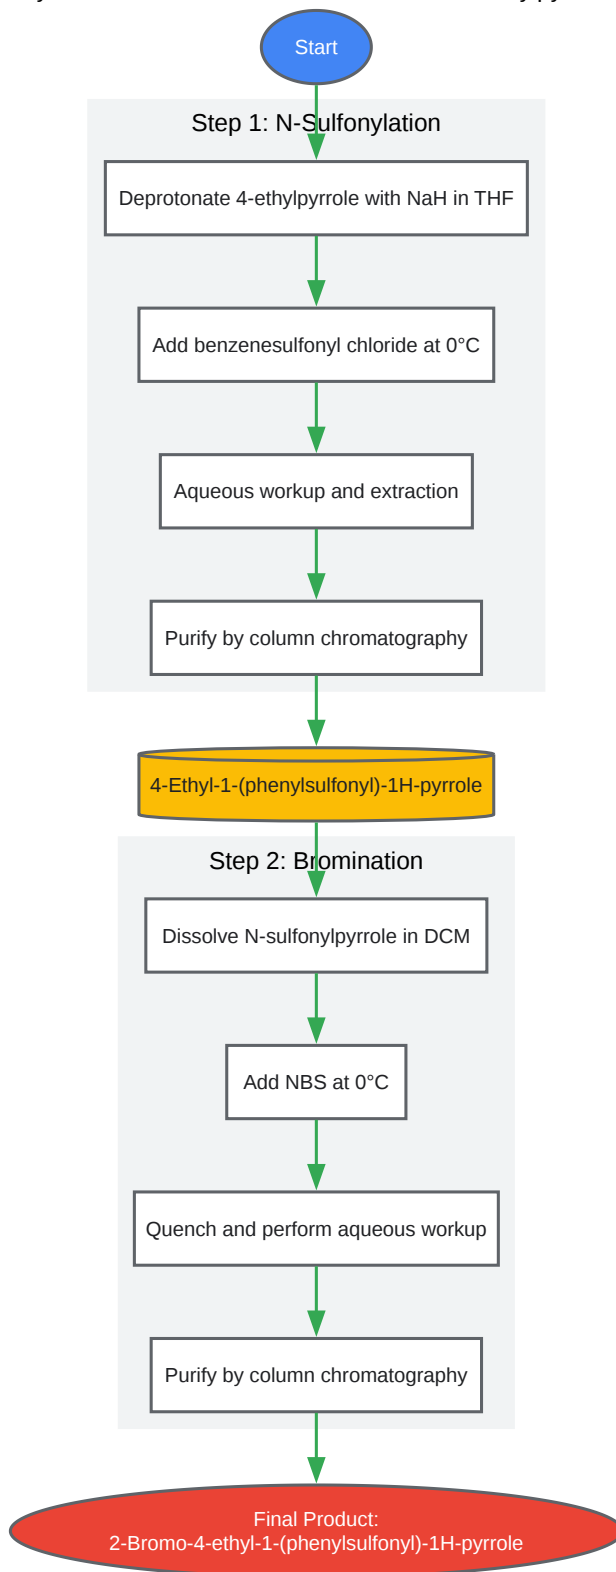 Start
Step 1: N-Sulfonylation
Deprotonate 4-ethylpyrrole with NaH in THF
Add benzenesulfonyl chloride at 0°C
Aqueous workup and extraction
Purify by column chromatography
4-Ethyl-1-(phenylsulfonyl)-1H-pyrrole
Step 2: Bromination
Dissolve N-sulfonylpyrrole in DCM
Add NBS at 0°C
Quench and perform aqueous workup
Purify by column chromatography
Final Product:
2-Bromo-4-ethyl-1-(phenylsulfonyl)-1H-pyrrole